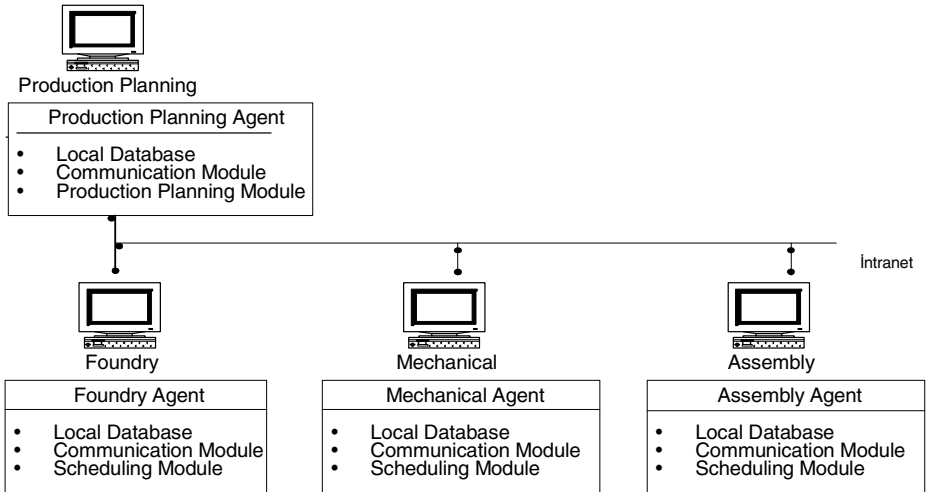 Production Planning
Production Planning Agent
• Local Database
• Communication Module
• Production Planning Module
İntranet
Foundry
Mechanical
Assembly
Foundry Agent
• Local Database
• Communication Module
• Scheduling Module
Mechanical Agent
• Local Database
• Communication Module
• Scheduling Module
Assembly Agent
• Local Database
• Communication Module
• Scheduling Module